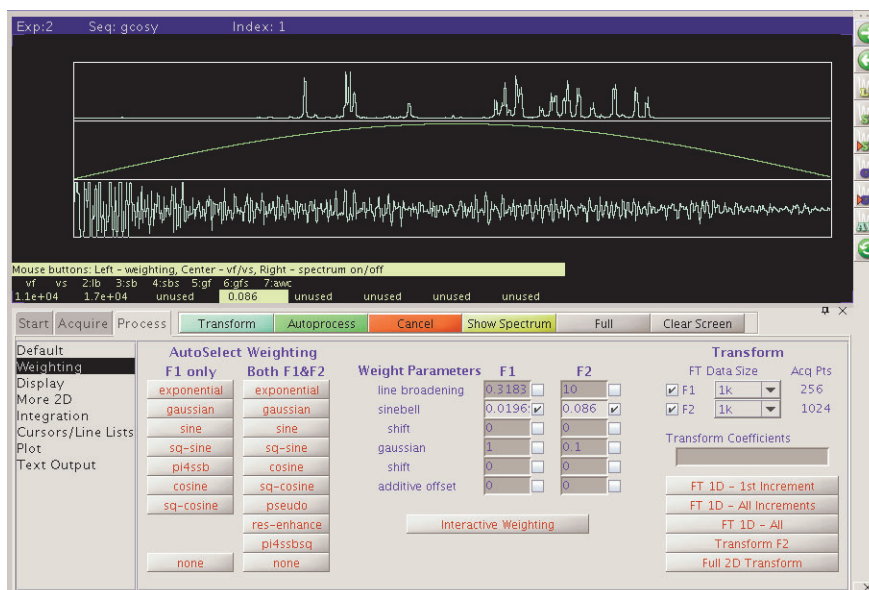 Exp:2 Seq: gcosy Index: 1
Mouse buttons: Left - weighting, Center - vf/vs, Right - spectrum on/off
vf vs 2:lb 3:sb 4:sbs 5:gf 6:gfs 7:awc
1.1e+04 1.7e+04 unused 0.086 unused unused unused unused
Start Acquire Process Transform Autoprocess Cancel Show Spectrum Full Clear Screen
Default
Weighting
Display
More 2D
Integration
Cursors/Line Lists
Plot
Text Output
AutoSelect Weighting
F1 only Both F1&F2
exponential exponential
gaussian gaussian
sine sine
sq-sine sq-sine
pi4ssb cosine
cosine sq-cosine
sq-cosine pseudo
res-enhance
pi4ssbsq
none none
Weight Parameters F1 F2
line broadening 0.3183 10
sinebell 0.0196 0.086
shift 0 0
gaussian 1 0.1
shift 0 0
additive offset 0 0
Interactive Weighting
Transform
FT Data Size Acq Pts
F1 1k 256
F2 1k 1024
Transform Coefficients
FT 1D - 1st Increment
FT 1D - All Increments
FT 1D - All
Transform F2
Full 2D Transform